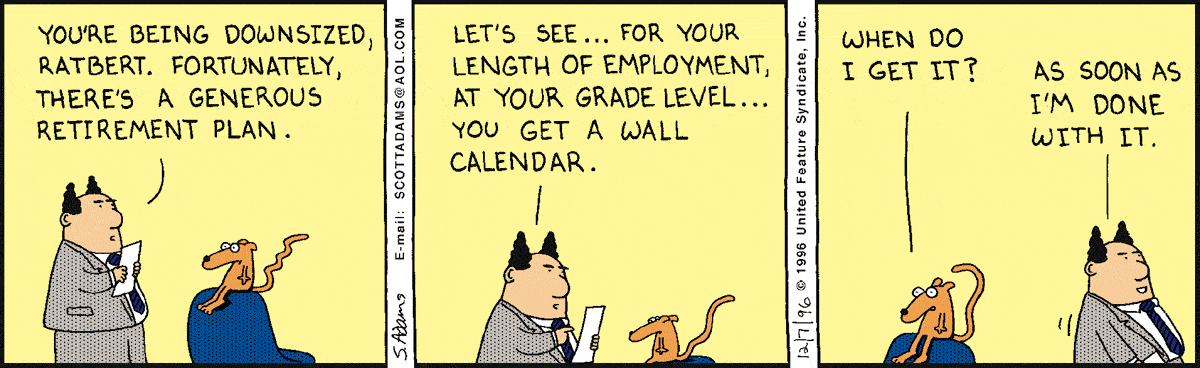 YOU'RE BEING DOWNSIZED,
RATBERT. FORTUNATELY,
THERE'S A GENEROUS
RETIREMENT PLAN.
S.Adams
E-mail: SCOTTADAMS@AOL.COM
LET'S SEE... FOR YOUR
LENGTH OF EMPLOYMENT,
AT YOUR GRADE LEVEL...
YOU GET A WALL
CALENDAR.
12/7/96 © 1996 United Feature Syndicate, Inc.
WHEN DO
I GET IT?
AS SOON AS
I'M DONE
WITH IT.